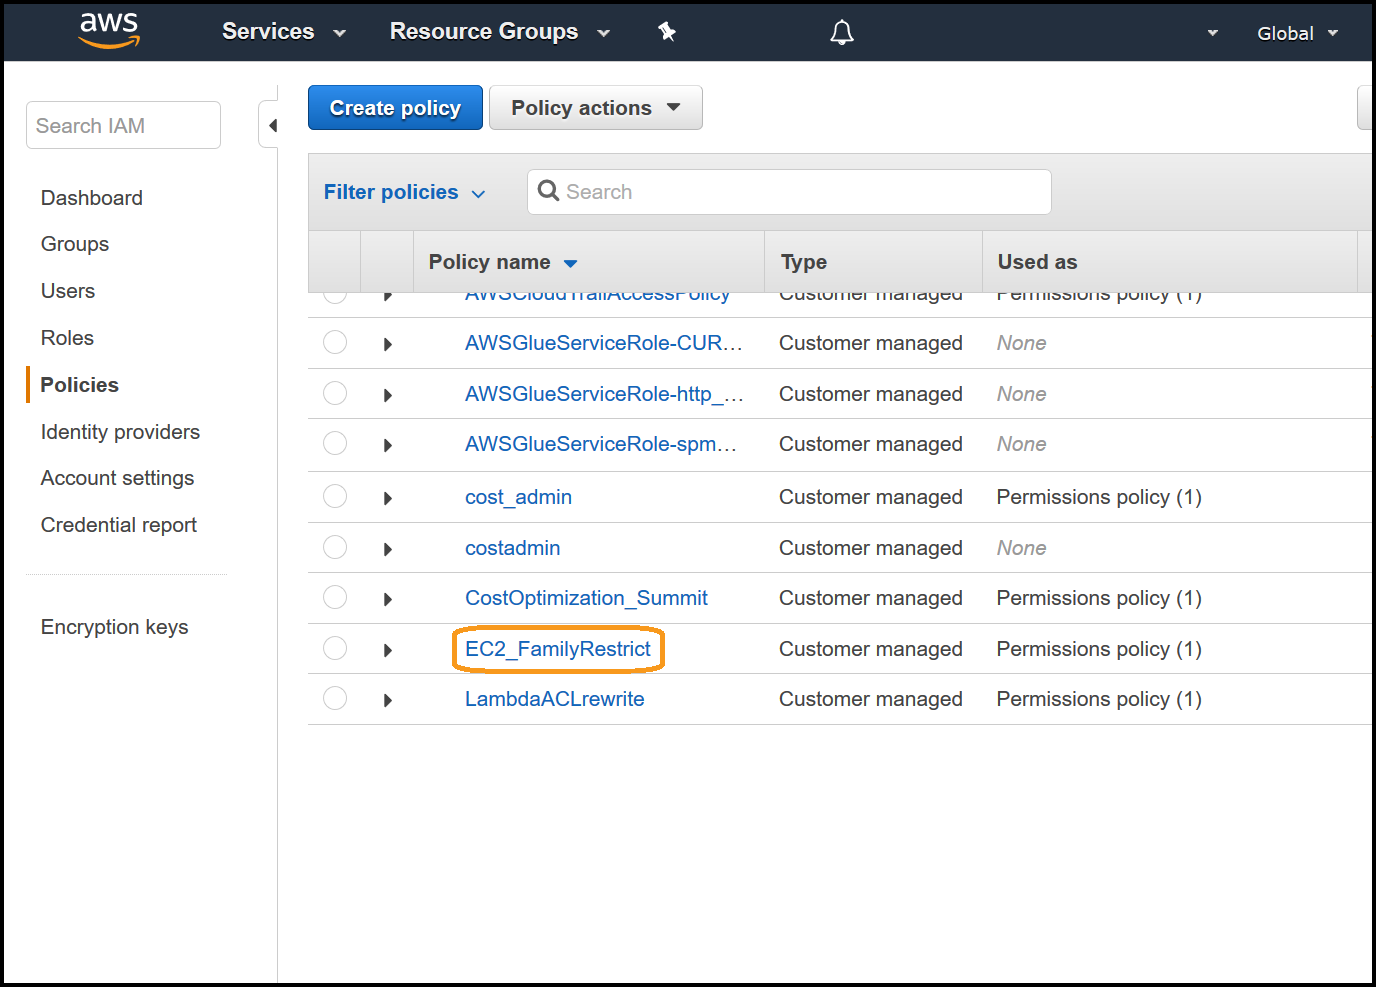 aws Services Resource Groups Global
Search IAM
Dashboard
Groups
Users
Roles
Policies
Identity providers
Account settings
Credential report
Encryption keys
Create policy Policy actions
Filter policies Search
Policy name Type Used as
AWSCloudTrailAccessPolicy Customer managed Permissions policy (1)
AWSGlueServiceRole-CUR... Customer managed None
AWSGlueServiceRole-http_... Customer managed None
AWSGlueServiceRole-spm... Customer managed None
cost_admin Customer managed Permissions policy (1)
costadmin Customer managed None
CostOptimization_Summit Customer managed Permissions policy (1)
EC2_FamilyRestrict Customer managed Permissions policy (1)
LambdaACLrewrite Customer managed Permissions policy (1)